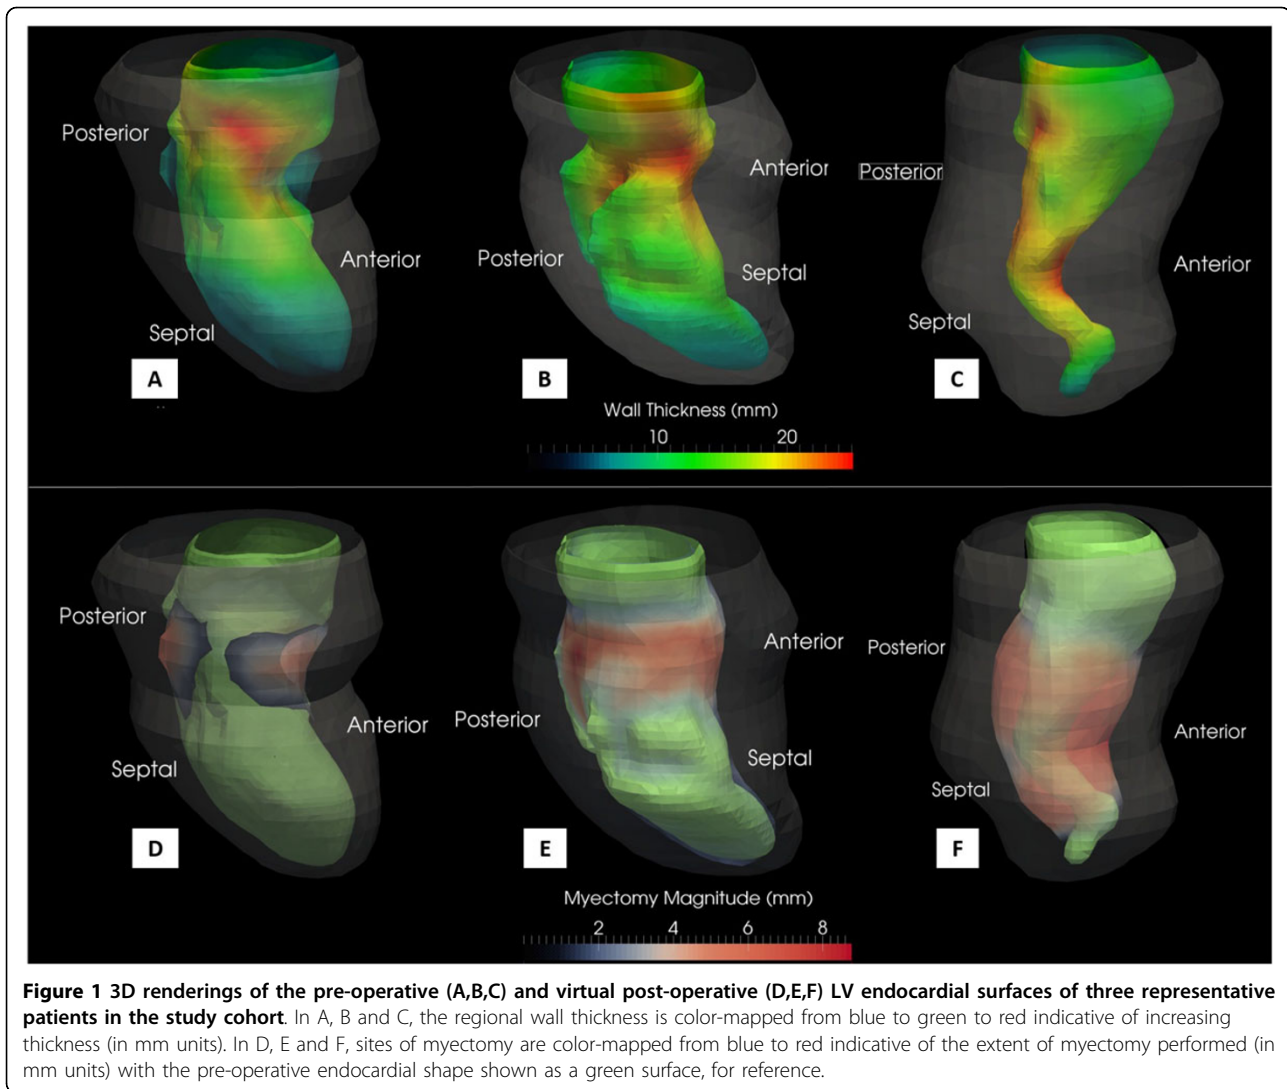 Posterior
Anterior
Septal
A
Posterior
Anterior
Septal
B
Posterior
Anterior
Septal
C
Wall Thickness (mm)
10 20
Posterior
Anterior
Septal
D
Anterior
Posterior
Septal
E
Posterior
Anterior
Septal
F
Myectomy Magnitude (mm)
2 4 6 8
Figure 1 3D renderings of the pre-operative (A,B,C) and virtual post-operative (D,E,F) LV endocardial surfaces of three representative
patients in the study cohort. In A, B and C, the regional wall thickness is color-mapped from blue to green to red indicative of increasing
thickness (in mm units). In D, E and F, sites of myectomy are color-mapped from blue to red indicative of the extent of myectomy performed (in
mm units) with the pre-operative endocardial shape shown as a green surface, for reference.